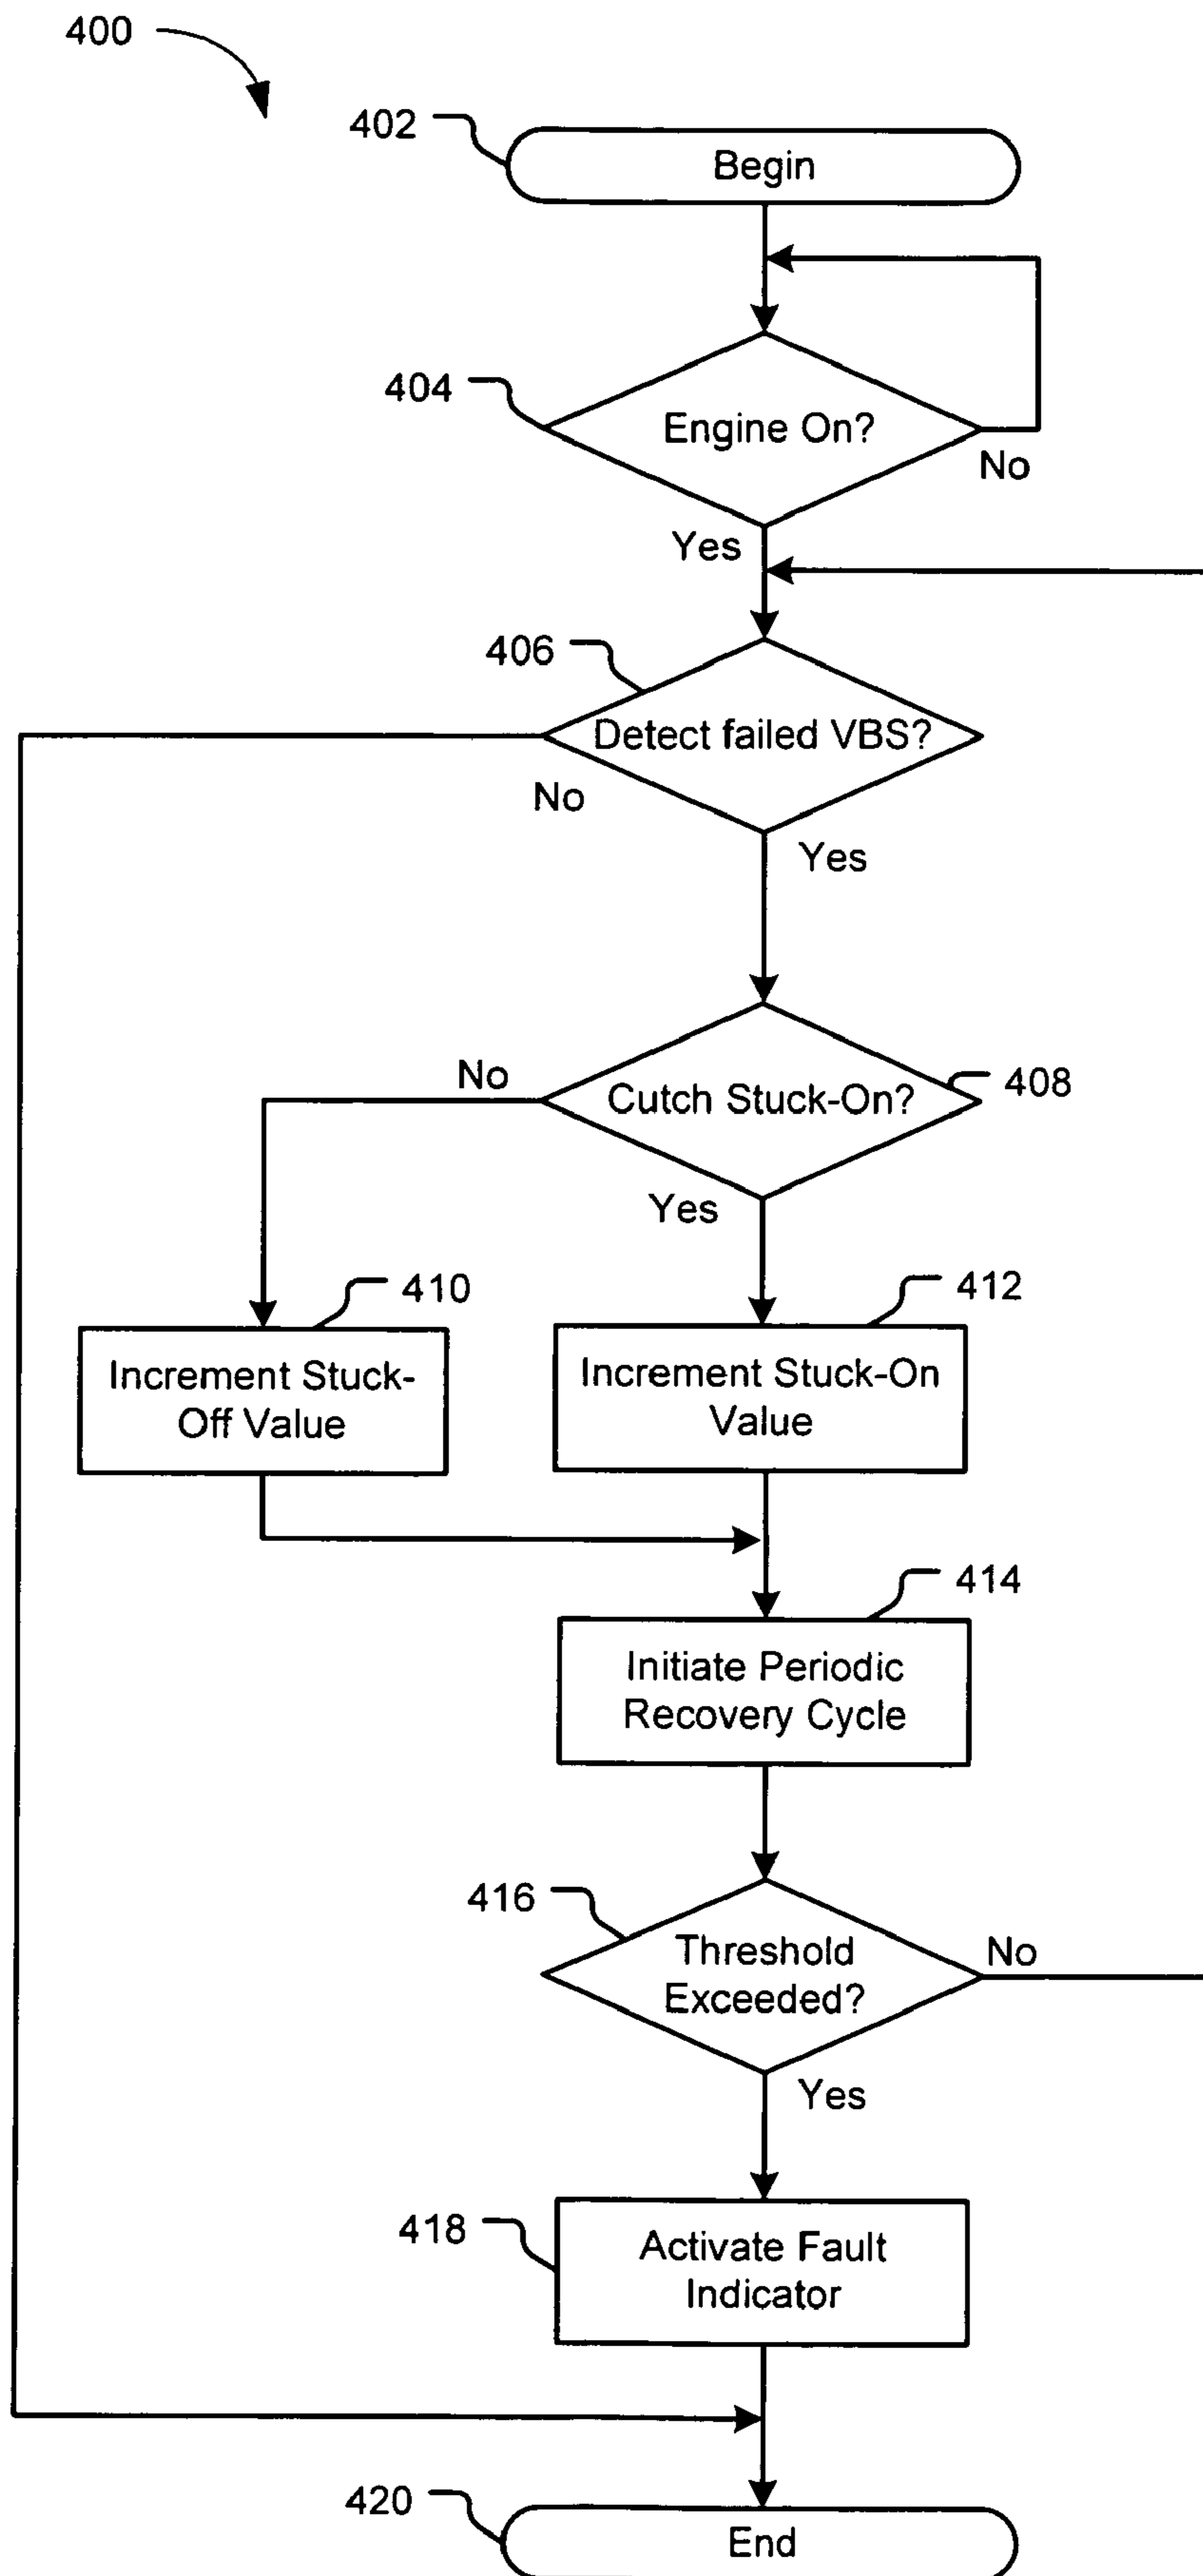 400
402
Begin
404
Engine On?
No
Yes
406
Detect failed VBS?
No
Yes
No
Cutch Stuck-On?
408
Yes
410
412
Increment Stuck-
Off Value
Increment Stuck-On
Value
414
Initiate Periodic
Recovery Cycle
416
Threshold
Exceeded?
No
Yes
418
Activate Fault
Indicator
420
End